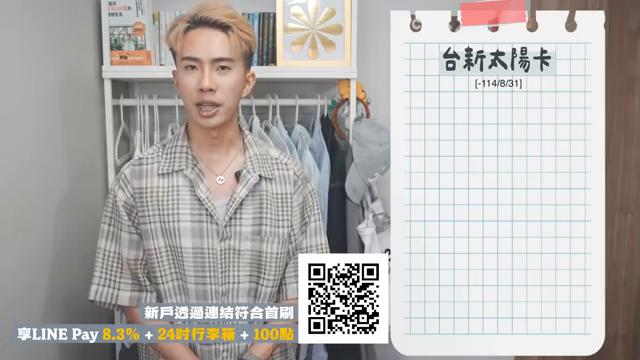 台新太陽卡
[-114/8/31]
新戶透過連結符合首刷
享LINE Pay 8.3% + 24吋行李箱 + 100點